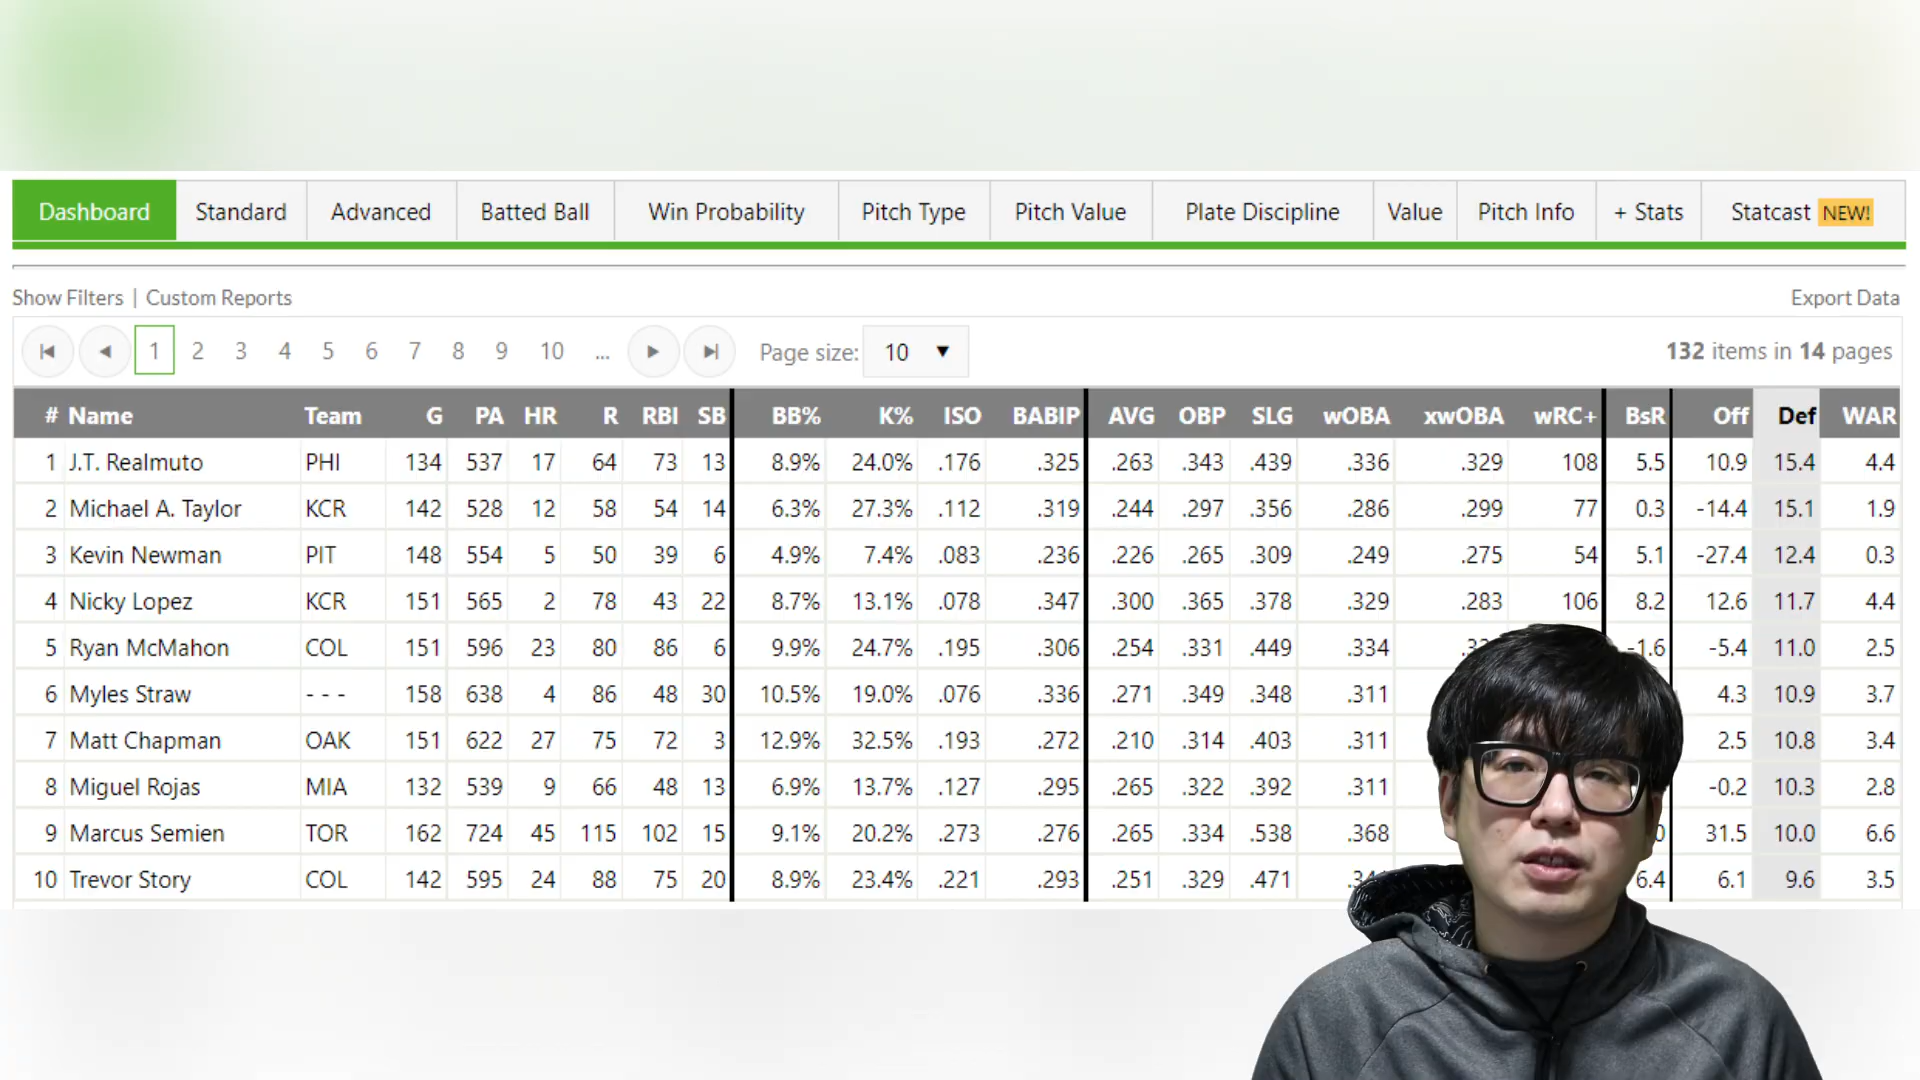 Dashboard Standard Advanced Batted Ball Win Probability Pitch Type Pitch Value Plate Discipline Value Pitch Info + Stats Statcast NEW!
Show Filters | Custom Reports Export Data
1 2 3 4 5 6 7 8 9 10 ... Page size: 10 132 items in 14 pages
# Name Team G PA HR R RBI SB BB% K% ISO BABIP AVG OBP SLG wOBA xwOBA wRC+ BsR Off Def WAR
1 J.T. Realmuto PHI 134 537 17 64 73 13 8.9% 24.0% .176 .325 .263 .343 .439 .336 .329 108 5.5 10.9 15.4 4.4
2 Michael A. Taylor KCR 142 528 12 58 54 14 6.3% 27.3% .112 .319 .244 .297 .356 .286 .299 77 0.3 -14.4 15.1 1.9
3 Kevin Newman PIT 148 554 5 50 39 6 4.9% 7.4% .083 .236 .226 .265 .309 .249 .275 54 5.1 -27.4 12.4 0.3
4 Nicky Lopez KCR 151 565 2 78 43 22 8.7% 13.1% .078 .347 .300 .365 .378 .329 .283 106 8.2 12.6 11.7 4.4
5 Ryan McMahon COL 151 596 23 80 86 6 9.9% 24.7% .195 .306 .254 .331 .449 .334 -1.6 -5.4 11.0 2.5
6 Myles Straw - - - 158 638 4 86 48 30 10.5% 19.0% .076 .336 .271 .349 .348 .311 4.3 10.9 3.7
7 Matt Chapman OAK 151 622 27 75 72 3 12.9% 32.5% .193 .272 .210 .314 .403 .311 2.5 10.8 3.4
8 Miguel Rojas MIA 132 539 9 66 48 13 6.9% 13.7% .127 .295 .265 .322 .392 .311 -0.2 10.3 2.8
9 Marcus Semien TOR 162 724 45 115 102 15 9.1% 20.2% .273 .276 .265 .334 .538 .368 31.5 10.0 6.6
10 Trevor Story COL 142 595 24 88 75 20 8.9% 23.4% .221 .293 .251 .329 .471 6.4 6.1 9.6 3.5